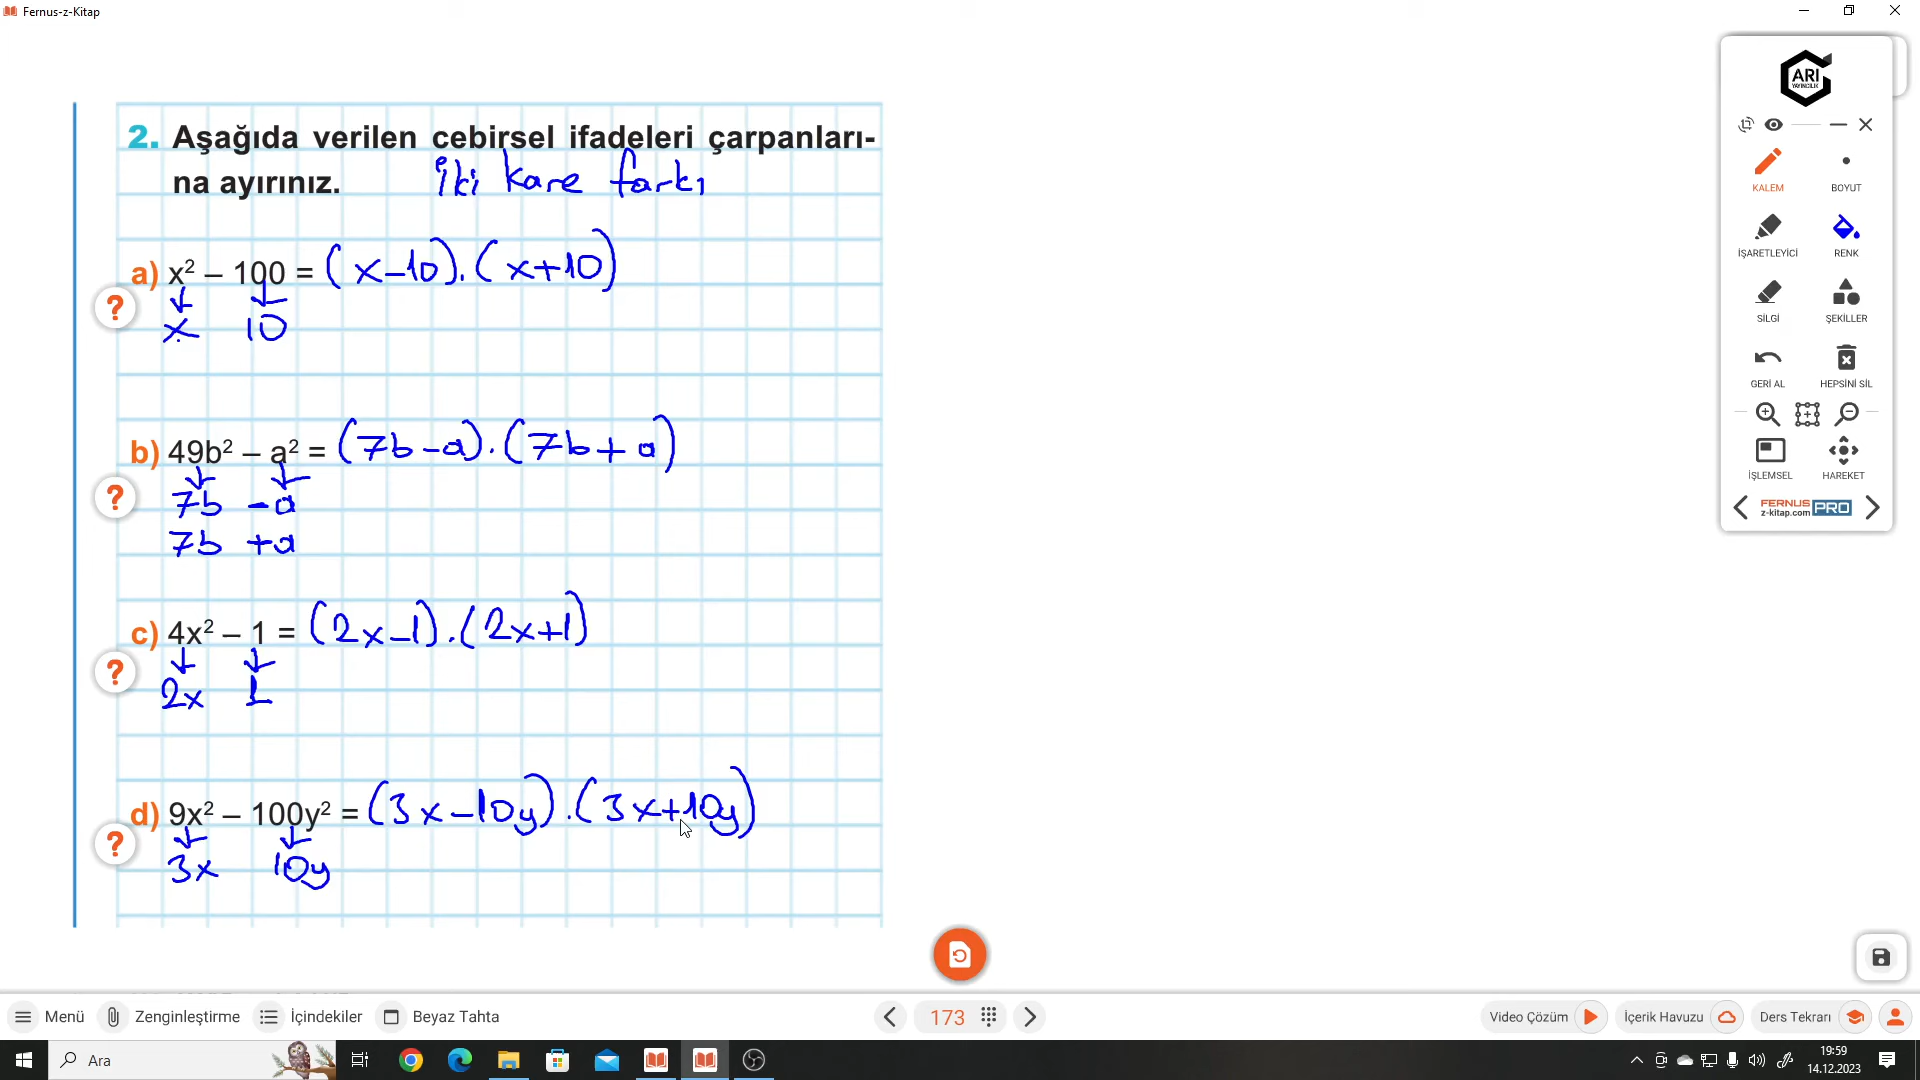 Fernus-z-Kitap
2. Aşağıda verilen cebirsel ifadeleri çarpanları-
na ayırınız. iki kare farkı
a) x² – 100 = (x–10).(x+10)
x 10
b) 49b² – a² = (7b–a).(7b+a)
7b –a
7b +a
c) 4x² – 1 = (2x–1).(2x+1)
2x 1
d) 9x² – 100y² = (3x–10y).(3x+10y)
3x 10y
? ? ? ?
ARI
YAYINCILIK
KALEM BOYUT
İŞARETLEYİCİ RENK
SİLGİ ŞEKİLLER
GERİ AL HEPSİNİ SİL
İŞLEMSEL HAREKET
FERNUS
z-kitap.com PRO
Menü Zenginleştirme İçindekiler Beyaz Tahta 173 Video Çözüm İçerik Havuzu Ders Tekrarı
Ara 19:59
14.12.2023